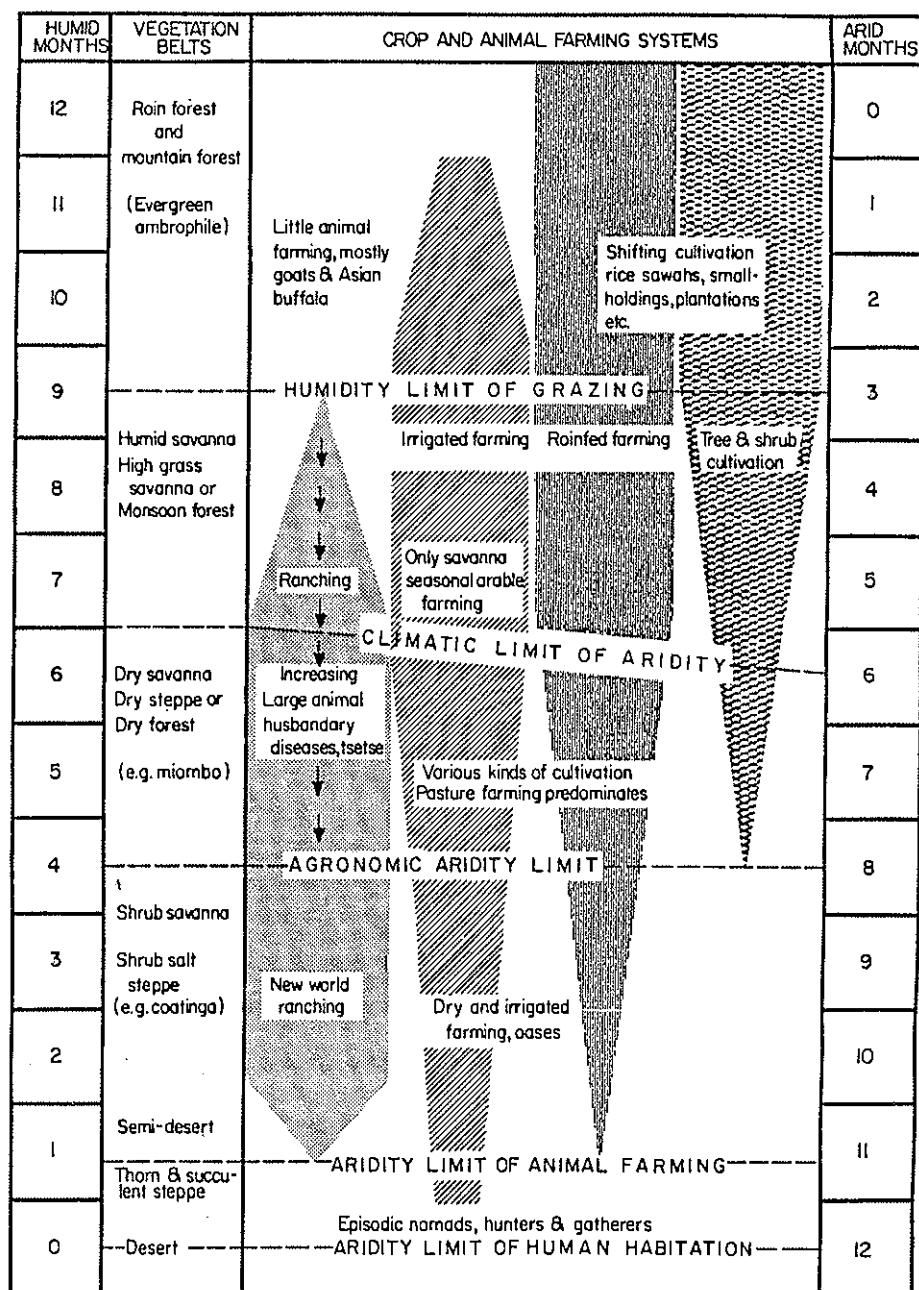 HUMID MONTHS
VEGETATION BELTS
CROP AND ANIMAL FARMING SYSTEMS
ARID MONTHS
12
Roin forest
and
mountain forest
0
11
(Evergreen
ambrophile)
1
Little animal
farming, mostly
goats & Asian
buffala
Shifting cultivation
rice sawahs, small-
holdings, plantations
etc.
10
2
9
HUMIDITY LIMIT OF GRAZING
3
Humid savanna
High grass
savanna or
Monsoon forest
Irrigated farming
Roinfed farming
Tree & shrub
cultivation
8
4
7
Ranching
Only savanna
seasonal arable
farming
5
CLIMATIC LIMIT OF ARIDITY
6
Dry savanna
Dry steppe or
Dry forest
Increasing
Large animal
husbandary
diseases, tsetse
6
5
(e.g. miombo)
Various kinds of cultivation
Pasture farming predominates
7
4
AGRONOMIC ARIDITY LIMIT
8
Shrub savanna
3
Shrub salt
steppe
(e.g. coatinga)
New world
ranching
Dry and irrigated
farming, oases
9
2
10
Semi-desert
1
11
ARIDITY LIMIT OF ANIMAL FARMING
Thorn & succu-
lent steppe
Episodic nomads, hunters & gatherers
0
Desert
ARIDITY LIMIT OF HUMAN HABITATION
12